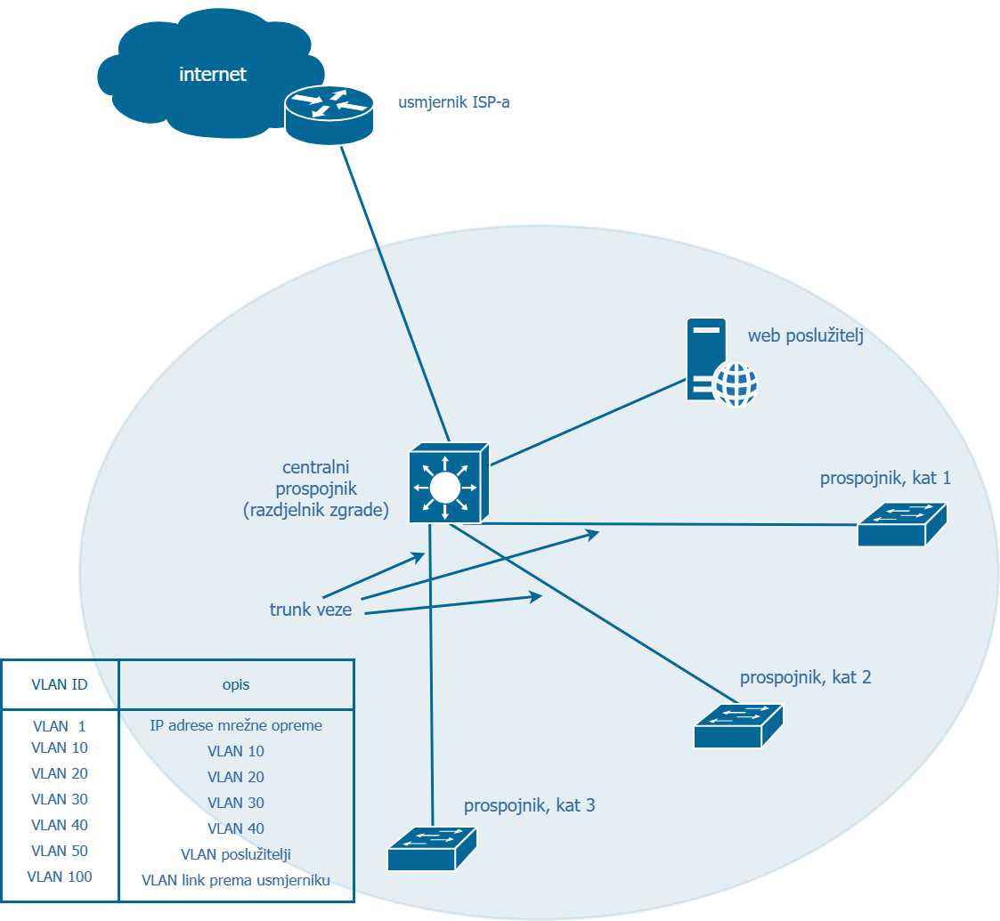 internet
usmjernik ISP-a
web poslužitelj
centralni
prospojnik
(razdjelnik zgrade)
prospojnik, kat 1
trunk veze
prospojnik, kat 2
prospojnik, kat 3
VLAN ID opis
VLAN 1 IP adrese mrežne opreme
VLAN 10 VLAN 10
VLAN 20 VLAN 20
VLAN 30 VLAN 30
VLAN 40 VLAN 40
VLAN 50 VLAN poslužitelji
VLAN 100 VLAN link prema usmjerniku